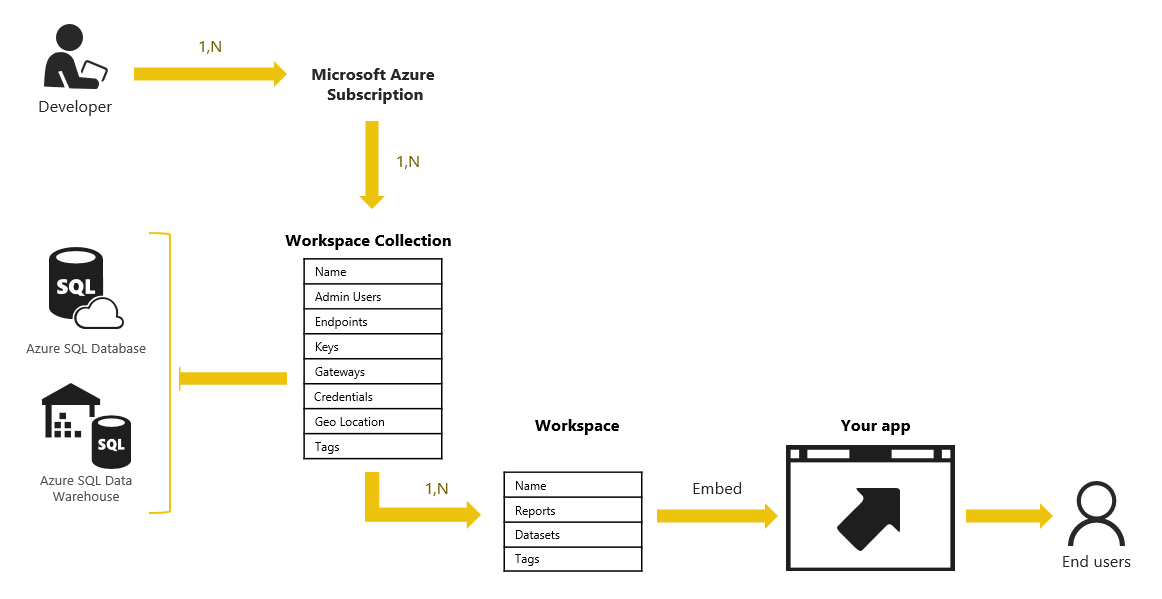 1,N
Developer
Microsoft Azure
Subscription
1,N
Workspace Collection
Name
Admin Users
Endpoints
Keys
Gateways
Credentials
Geo Location
Tags
SQL
Azure SQL Database
SQL
Azure SQL Data
Warehouse
1,N
Workspace
Name
Reports
Datasets
Tags
Embed
Your app
End users